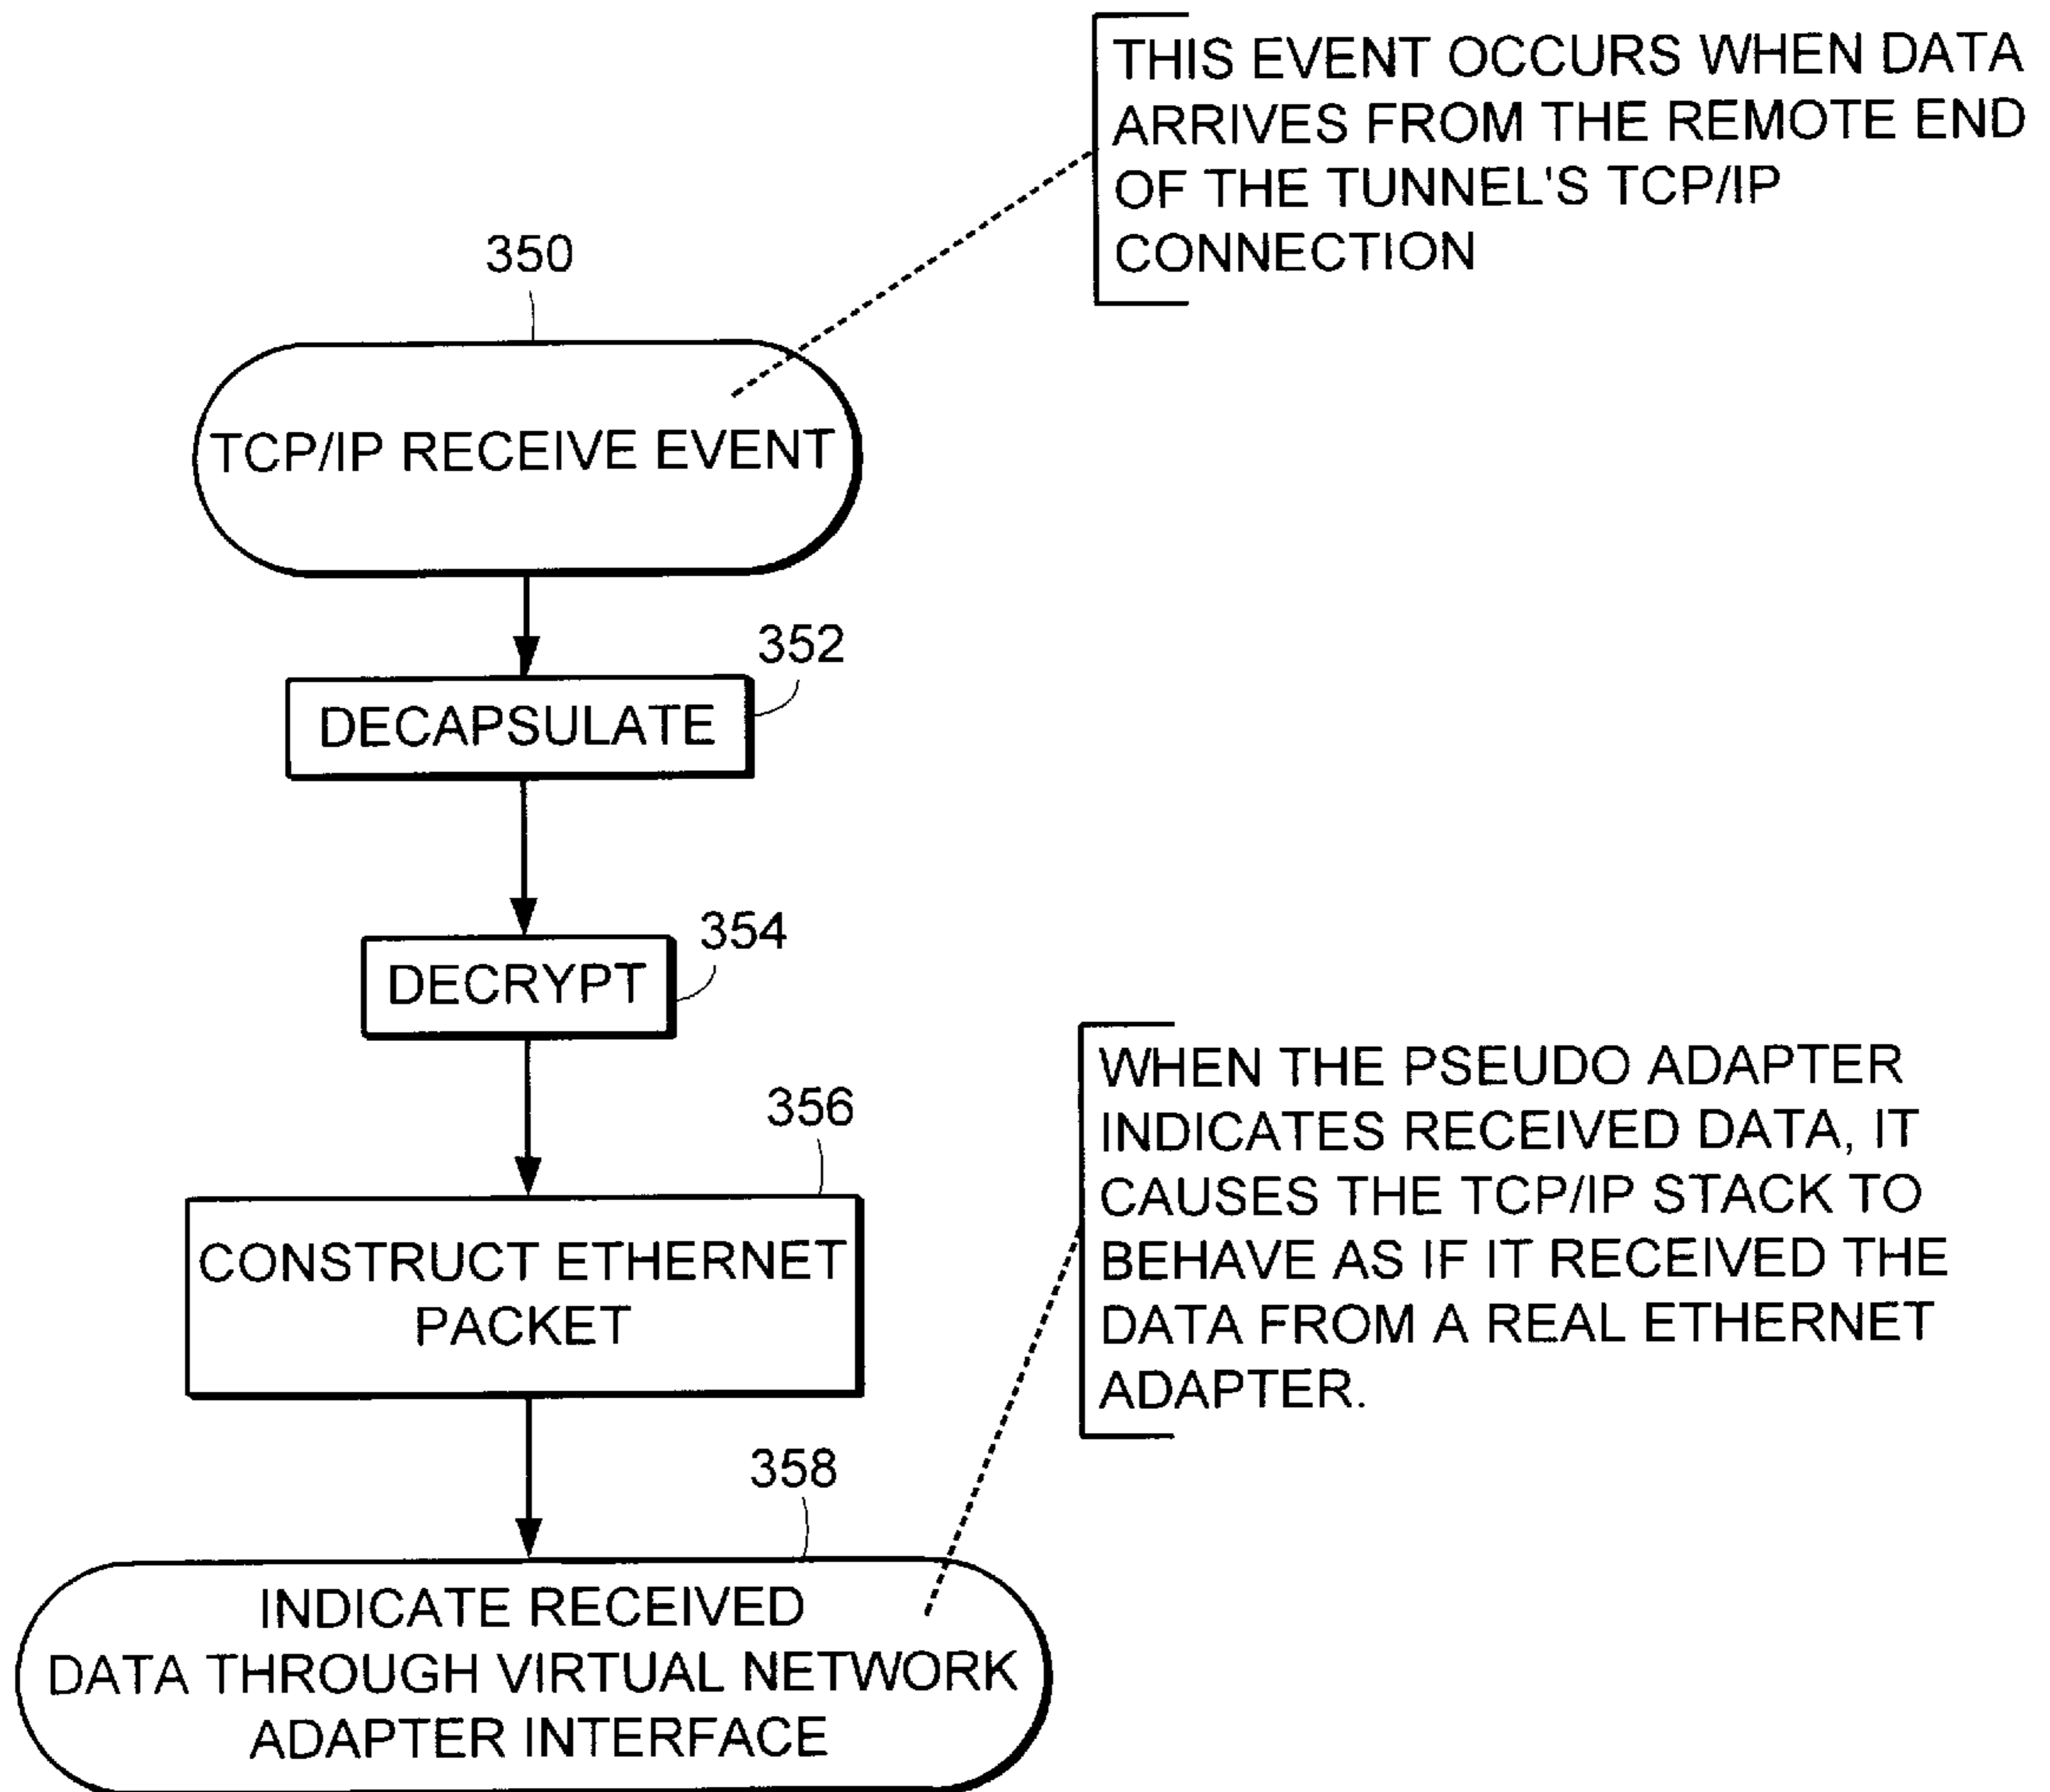 THIS EVENT OCCURS WHEN DATA
ARRIVES FROM THE REMOTE END
OF THE TUNNEL'S TCP/IP
CONNECTION
350
TCP/IP RECEIVE EVENT
352
DECAPSULATE
354
DECRYPT
356
CONSTRUCT ETHERNET
PACKET
WHEN THE PSEUDO ADAPTER
INDICATES RECEIVED DATA, IT
CAUSES THE TCP/IP STACK TO
BEHAVE AS IF IT RECEIVED THE
DATA FROM A REAL ETHERNET
ADAPTER.
358
INDICATE RECEIVED
DATA THROUGH VIRTUAL NETWORK
ADAPTER INTERFACE